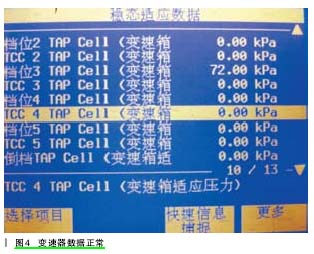 稳态适应数据
档位2 TAP Cell (变速箱 0.00 kPa
TCC 2 TAP Cell (变速箱 0.00 kPa
档位3 TAP Cell (变速箱 72.00 kPa
TCC 3 TAP Cell (变速箱 0.00 kPa
档位4 TAP Cell (变速箱 0.00 kPa
TCC 4 TAP Cell (变速箱 0.00 kPa
档位5 TAP Cell (变速箱 0.00 kPa
TCC 5 TAP Cell (变速箱 0.00 kPa
倒档TAP Cell (变速箱适 0.00 kPa
10 / 13
TCC 4 TAP Cell (变速箱适应压力)
选择项目 快速信息 更多
捕捉
图4 变速器数据正常